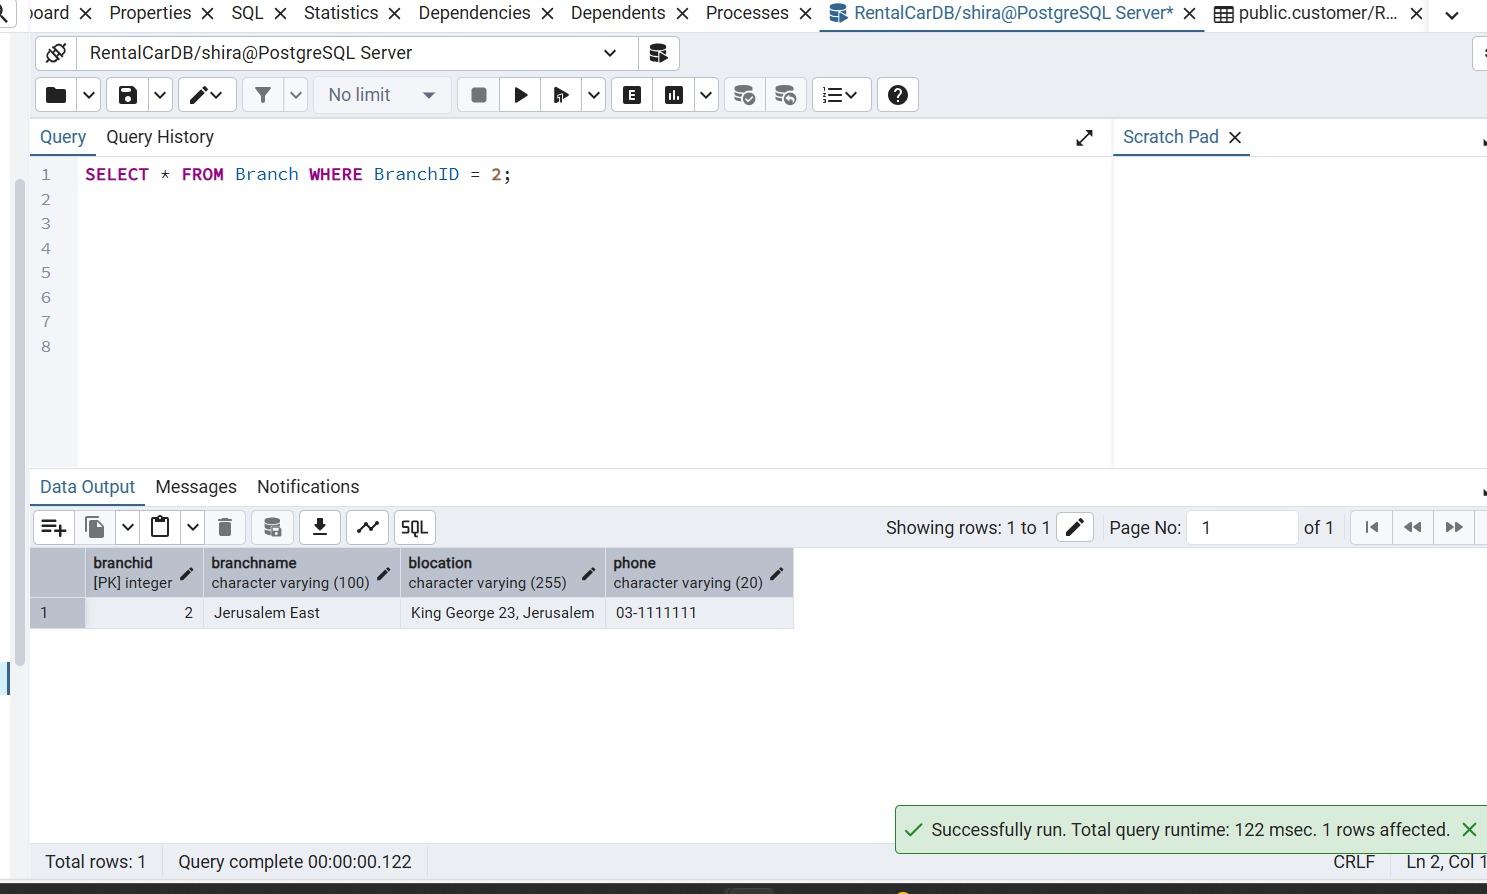 board Properties SQL Statistics Dependencies Dependents Processes RentalCarDB/shira@PostgreSQL Server* public.customer/R...
RentalCarDB/shira@PostgreSQL Server
No limit E
Query Query History Scratch Pad
1 SELECT * FROM Branch WHERE BranchID = 2;
2
3
4
5
6
7
8
Data Output Messages Notifications
SQL Showing rows: 1 to 1 Page No: 1 of 1
branchid branchname blocation phone
[PK] integer character varying (100) character varying (255) character varying (20)
1 2 Jerusalem East King George 23, Jerusalem 03-1111111
Successfully run. Total query runtime: 122 msec. 1 rows affected.
Total rows: 1 Query complete 00:00:00.122 CRLF Ln 2, Col 1